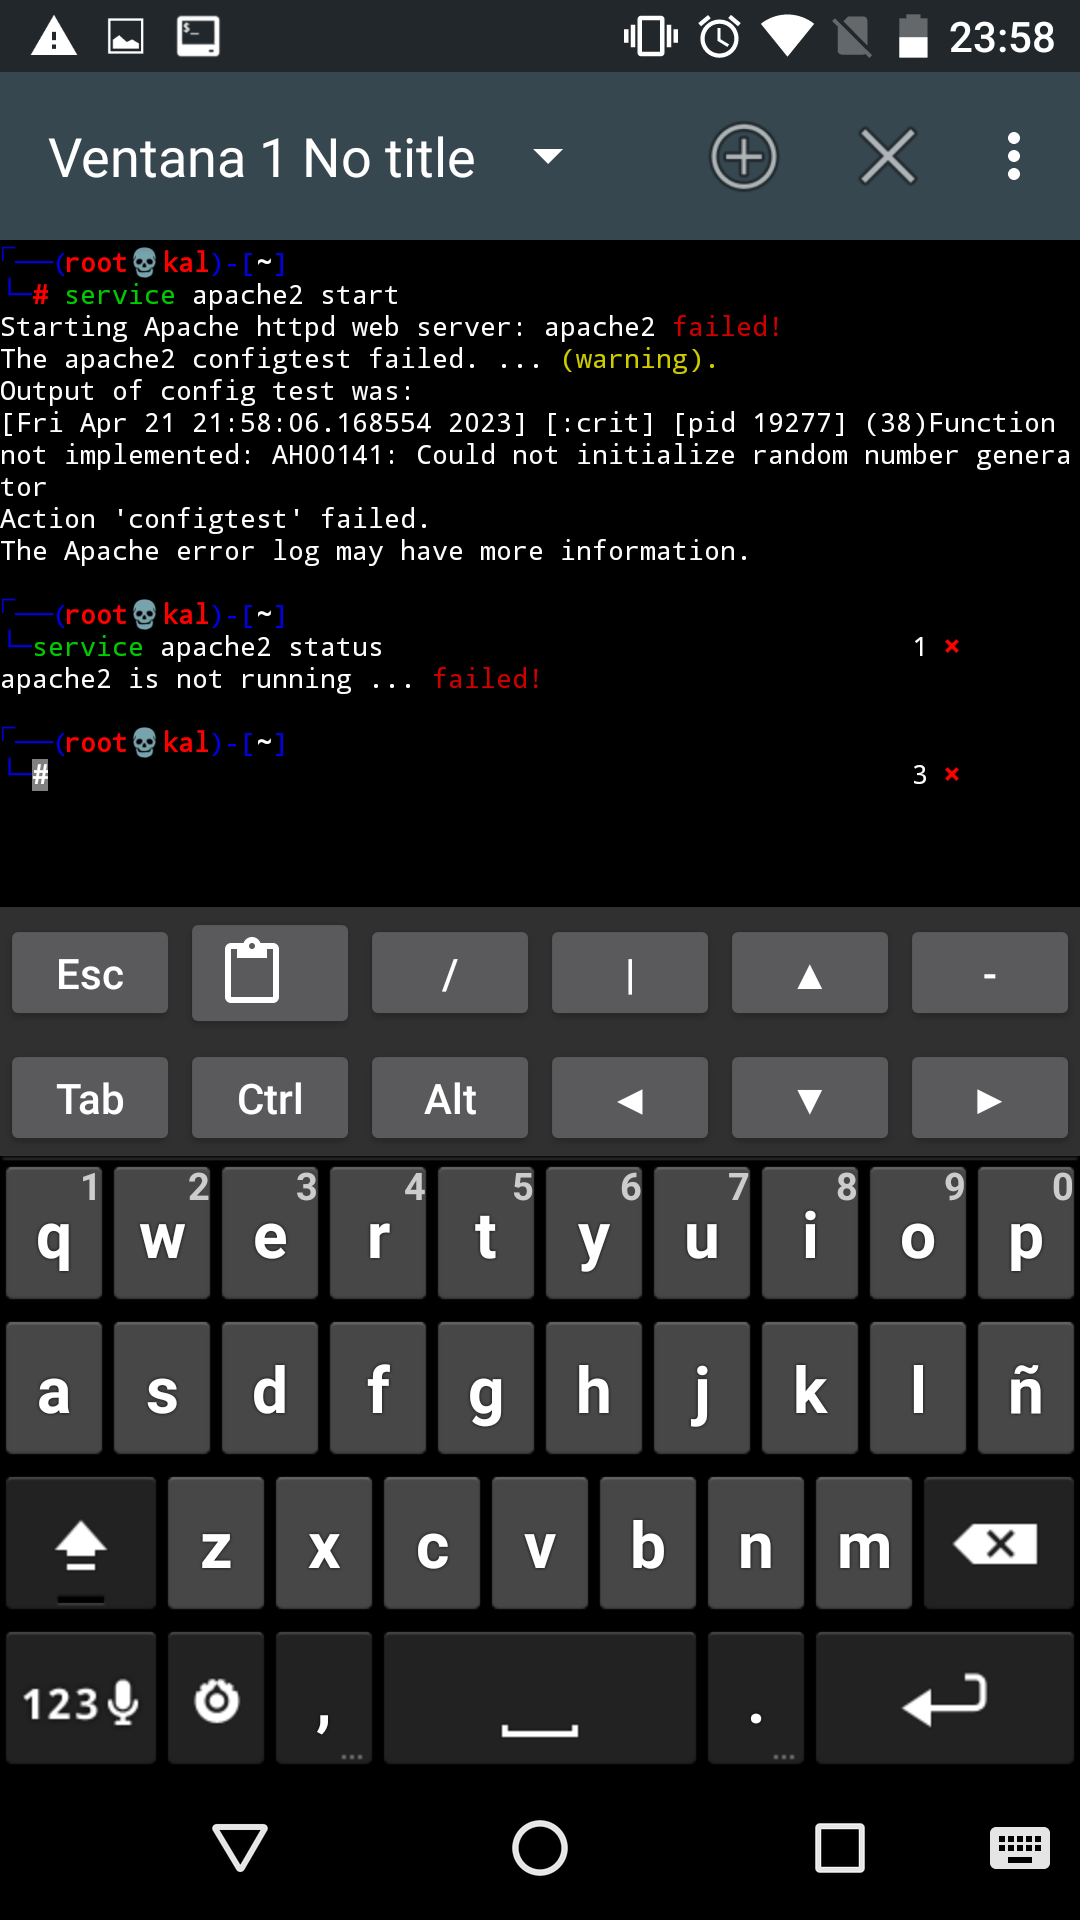 23:58
Ventana 1 No title
┌──(root💀kal)-[~]
└─# service apache2 start
Starting Apache httpd web server: apache2 failed!
The apache2 configtest failed. ... (warning).
Output of config test was:
[Fri Apr 21 21:58:06.168554 2023] [:crit] [pid 19277] (38)Function
not implemented: AH00141: Could not initialize random number genera
tor
Action 'configtest' failed.
The Apache error log may have more information.
┌──(root💀kal)-[~]
└─service apache2 status 1 ×
apache2 is not running ... failed!
┌──(root💀kal)-[~]
└─# 3 ×
Esc / | ▲ -
Tab Ctrl Alt ◄ ▼ ►
1 2 3 4 5 6 7 8 9 0
q w e r t y u i o p
a s d f g h j k l ñ
z x c v b n m
123 , .